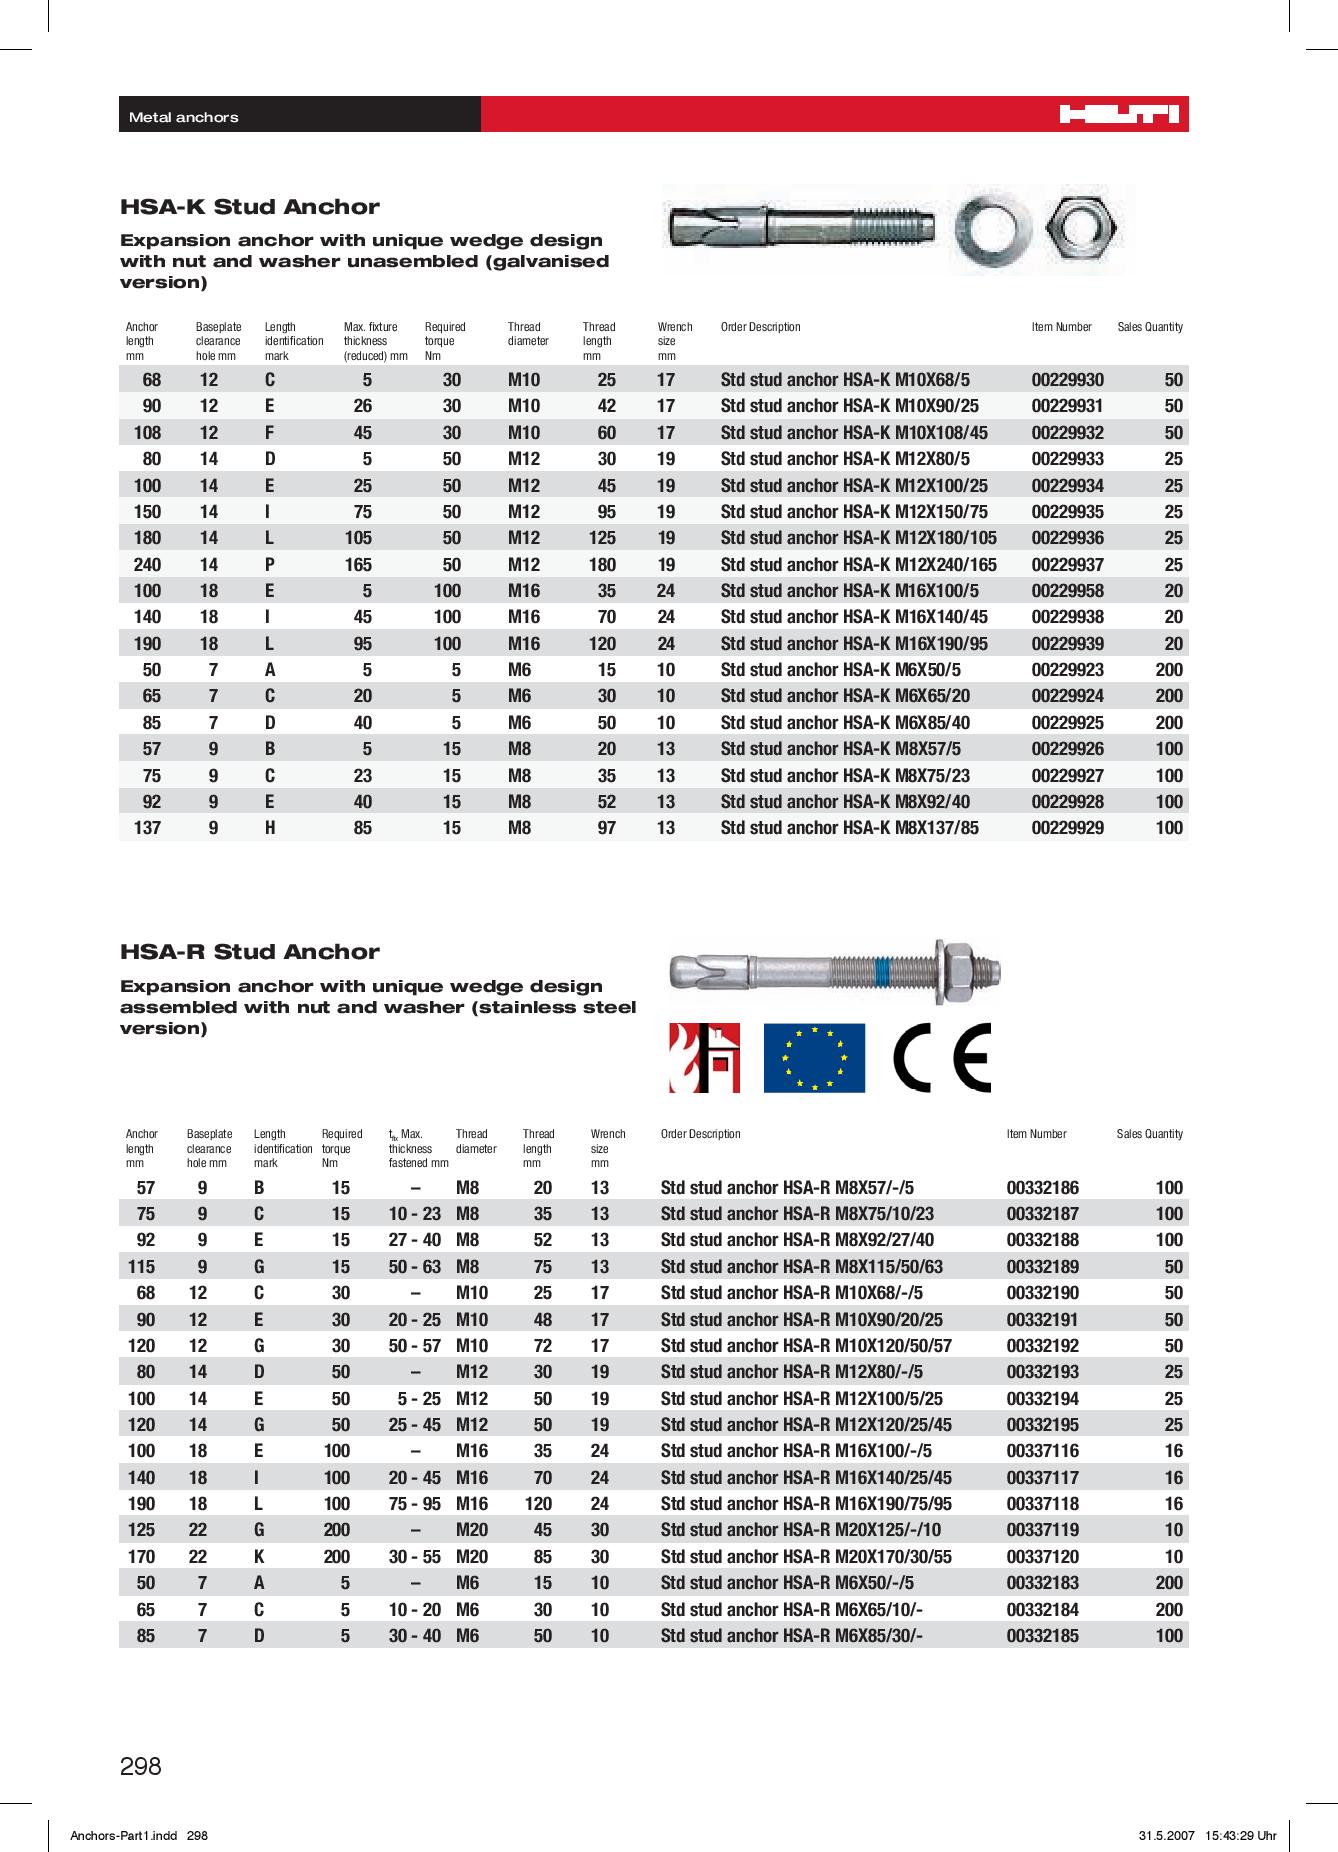 Metal anchors
HILTI
HSA-K Stud Anchor
Expansion anchor with unique wedge design
with nut and washer unasembled (galvanised
version)
Anchor Baseplate Length Max. fixture Required Thread Thread Wrench Order Description Item Number Sales Quantity
length clearance identification thickness torque diameter length size
mm hole mm mark (reduced) mm Nm mm mm
68 12 C 5 30 M10 25 17 Std stud anchor HSA-K M10X68/5 00229930 50
90 12 E 26 30 M10 42 17 Std stud anchor HSA-K M10X90/25 00229931 50
108 12 F 45 30 M10 60 17 Std stud anchor HSA-K M10X108/45 00229932 50
80 14 D 5 50 M12 30 19 Std stud anchor HSA-K M12X80/5 00229933 25
100 14 E 25 50 M12 45 19 Std stud anchor HSA-K M12X100/25 00229934 25
150 14 I 75 50 M12 95 19 Std stud anchor HSA-K M12X150/75 00229935 25
180 14 L 105 50 M12 125 19 Std stud anchor HSA-K M12X180/105 00229936 25
240 14 P 165 50 M12 180 19 Std stud anchor HSA-K M12X240/165 00229937 25
100 18 E 5 100 M16 35 24 Std stud anchor HSA-K M16X100/5 00229958 20
140 18 I 45 100 M16 70 24 Std stud anchor HSA-K M16X140/45 00229938 20
190 18 L 95 100 M16 120 24 Std stud anchor HSA-K M16X190/95 00229939 20
50 7 A 5 5 M6 15 10 Std stud anchor HSA-K M6X50/5 00229923 200
65 7 C 20 5 M6 30 10 Std stud anchor HSA-K M6X65/20 00229924 200
85 7 D 40 5 M6 50 10 Std stud anchor HSA-K M6X85/40 00229925 200
57 9 B 5 15 M8 20 13 Std stud anchor HSA-K M8X57/5 00229926 100
75 9 C 23 15 M8 35 13 Std stud anchor HSA-K M8X75/23 00229927 100
92 9 E 40 15 M8 52 13 Std stud anchor HSA-K M8X92/40 00229928 100
137 9 H 85 15 M8 97 13 Std stud anchor HSA-K M8X137/85 00229929 100
HSA-R Stud Anchor
Expansion anchor with unique wedge design
assembled with nut and washer (stainless steel
version)
CE
Anchor Baseplate Length Required tfix Max. Thread Thread Wrench Order Description Item Number Sales Quantity
length clearance identification torque thickness diameter length size
mm hole mm mark Nm fastened mm mm mm
57 9 B 15 – M8 20 13 Std stud anchor HSA-R M8X57/-/5 00332186 100
75 9 C 15 10 - 23 M8 35 13 Std stud anchor HSA-R M8X75/10/23 00332187 100
92 9 E 15 27 - 40 M8 52 13 Std stud anchor HSA-R M8X92/27/40 00332188 100
115 9 G 15 50 - 63 M8 75 13 Std stud anchor HSA-R M8X115/50/63 00332189 50
68 12 C 30 – M10 25 17 Std stud anchor HSA-R M10X68/-/5 00332190 50
90 12 E 30 20 - 25 M10 48 17 Std stud anchor HSA-R M10X90/20/25 00332191 50
120 12 G 30 50 - 57 M10 72 17 Std stud anchor HSA-R M10X120/50/57 00332192 50
80 14 D 50 – M12 30 19 Std stud anchor HSA-R M12X80/-/5 00332193 25
100 14 E 50 5 - 25 M12 50 19 Std stud anchor HSA-R M12X100/5/25 00332194 25
120 14 G 50 25 - 45 M12 50 19 Std stud anchor HSA-R M12X120/25/45 00332195 25
100 18 E 100 – M16 35 24 Std stud anchor HSA-R M16X100/-/5 00337116 16
140 18 I 100 20 - 45 M16 70 24 Std stud anchor HSA-R M16X140/25/45 00337117 16
190 18 L 100 75 - 95 M16 120 24 Std stud anchor HSA-R M16X190/75/95 00337118 16
125 22 G 200 – M20 45 30 Std stud anchor HSA-R M20X125/-/10 00337119 10
170 22 K 200 30 - 55 M20 85 30 Std stud anchor HSA-R M20X170/30/55 00337120 10
50 7 A 5 – M6 15 10 Std stud anchor HSA-R M6X50/-/5 00332183 200
65 7 C 5 10 - 20 M6 30 10 Std stud anchor HSA-R M6X65/10/- 00332184 200
85 7 D 5 30 - 40 M6 50 10 Std stud anchor HSA-R M6X85/30/- 00332185 100
298
Anchors-Part1.indd 298 31.5.2007 15:43:29 Uhr